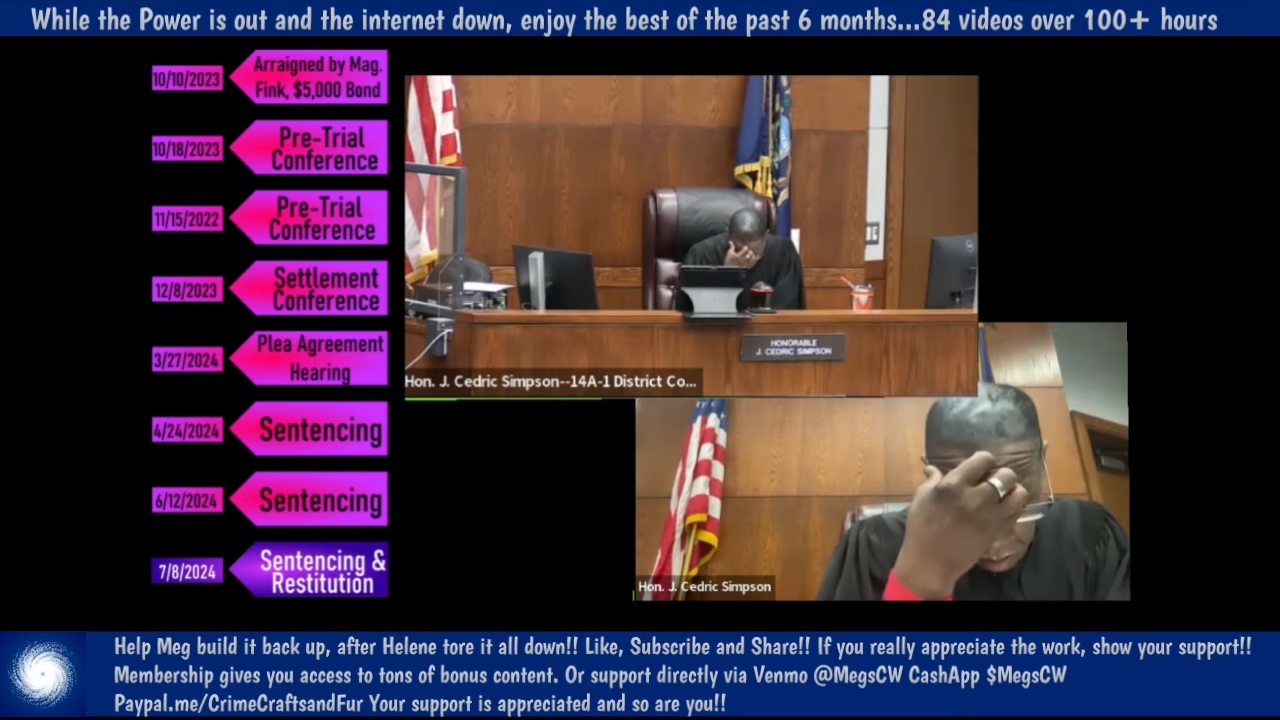 While the Power is out and the internet down, enjoy the best of the past 6 months...84 videos over 100+ hours
10/10/2023
Arraigned by Mag.
Fink, $5,000 Bond
10/18/2023
Pre-Trial
Conference
11/15/2022
Pre-Trial
Conference
12/8/2023
Settlement
Conference
3/27/2024
Plea Agreement
Hearing
4/24/2024
Sentencing
6/12/2024
Sentencing
7/8/2024
Sentencing &
Restitution
HONORABLE
J. CEDRIC SIMPSON
Hon. J. Cedric Simpson--14A-1 District Co...
Hon. J. Cedric Simpson
Help Meg build it back up, after Helene tore it all down!! Like, Subscribe and Share!! If you really appreciate the work, show your support!!
Membership gives you access to tons of bonus content. Or support directly via Venmo @MegsCW CashApp $MegsCW
Paypal.me/CrimeCraftsandFur Your support is appreciated and so are you!!